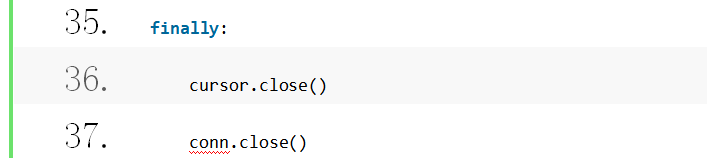 35. finally:
36. cursor.close()
37. conn.close()